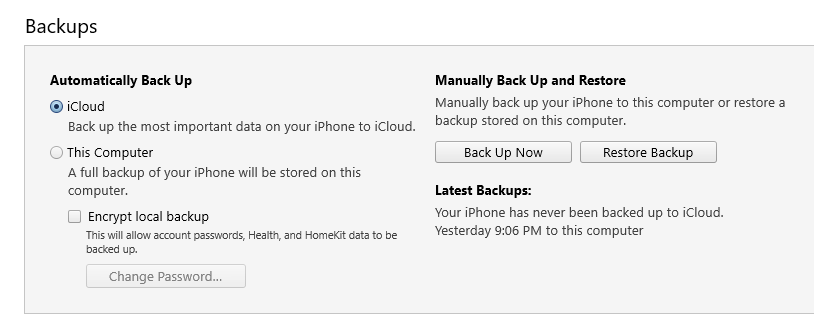 Backups
Automatically Back Up
iCloud
Back up the most important data on your iPhone to iCloud.
This Computer
A full backup of your iPhone will be stored on this
computer.
Encrypt local backup
This will allow account passwords, Health, and HomeKit data to be
backed up.
Change Password...
Manually Back Up and Restore
Manually back up your iPhone to this computer or restore a
backup stored on this computer.
Back Up Now
Restore Backup
Latest Backups:
Your iPhone has never been backed up to iCloud.
Yesterday 9:06 PM to this computer